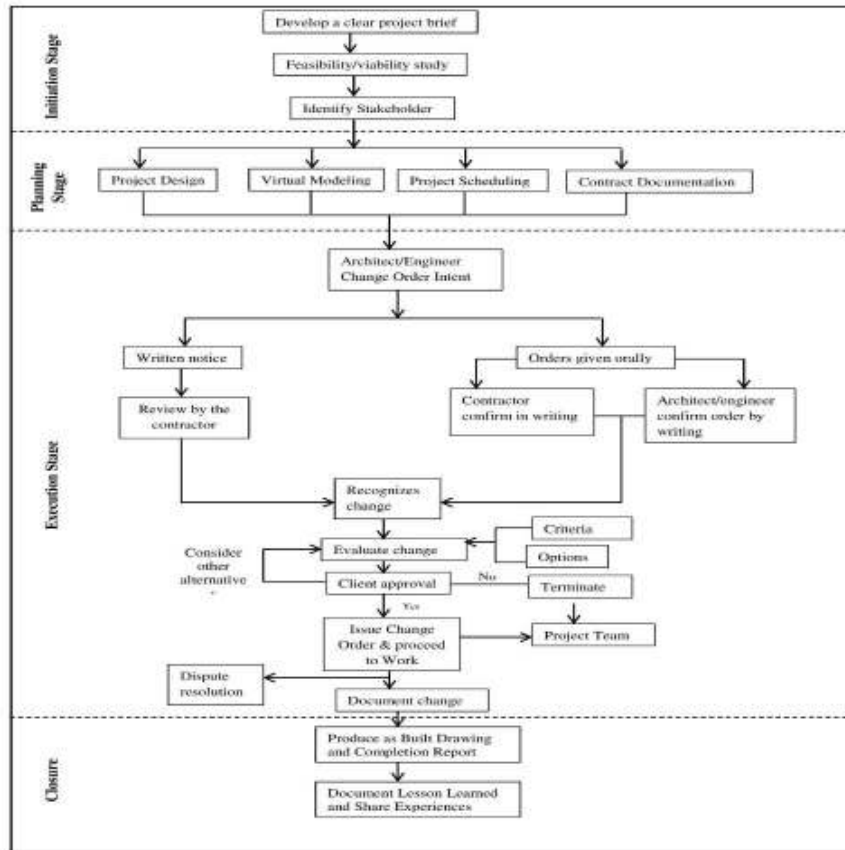 Initiation Stage
Develop a clear project brief
Feasibility/viability study
Identify Stakeholder
Planning
Stage
Project Design
Virtual Modeling
Project Scheduling
Contract Documentation
Execution Stage
Architect/Engineer
Change Order Intent
Written notice
Orders given orally
Review by the
contractor
Contractor
confirm in writing
Architect/engineer
confirm order by
writing
Recognizes
change
Criteria
Consider
other
alternative
Evaluate change
Options
Client approval
No
Terminate
Yes
Issue Change
Order & proceed
to Work
Project Team
Dispute
resolution
Document change
Closure
Produce as Built Drawing
and Completion Report
Document Lesson Learned
and Share Experiences